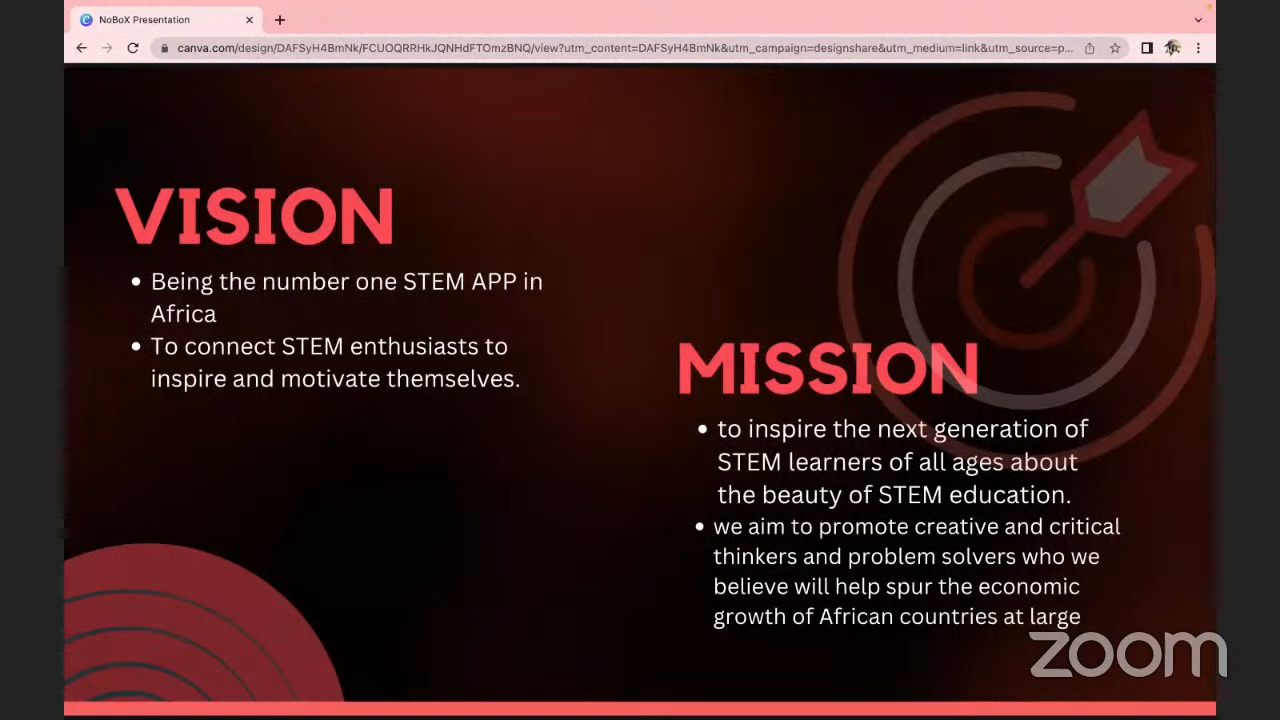 NoBoX Presentation
canva.com/design/DAFSyH4BmNk/FCUOQRRHkJQNHdFTOmzBNQ/view?utm_content=DAFSyH4BmNk&utm_campaign=designshare&utm_medium=link&utm_source=p...
VISION
• Being the number one STEM APP in
Africa
• To connect STEM enthusiasts to
inspire and motivate themselves.
MISSION
• to inspire the next generation of
STEM learners of all ages about
the beauty of STEM education.
• we aim to promote creative and critical
thinkers and problem solvers who we
believe will help spur the economic
growth of African countries at large
zoom